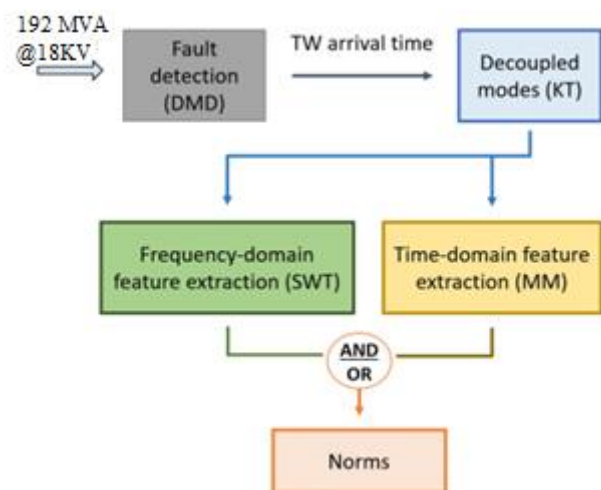 192 MVA
@18KV
Fault
detection
(DMD)
TW arrival time
Decoupled
modes (KT)
Frequency-domain
feature extraction (SWT)
Time-domain feature
extraction (MM)
AND
OR
Norms